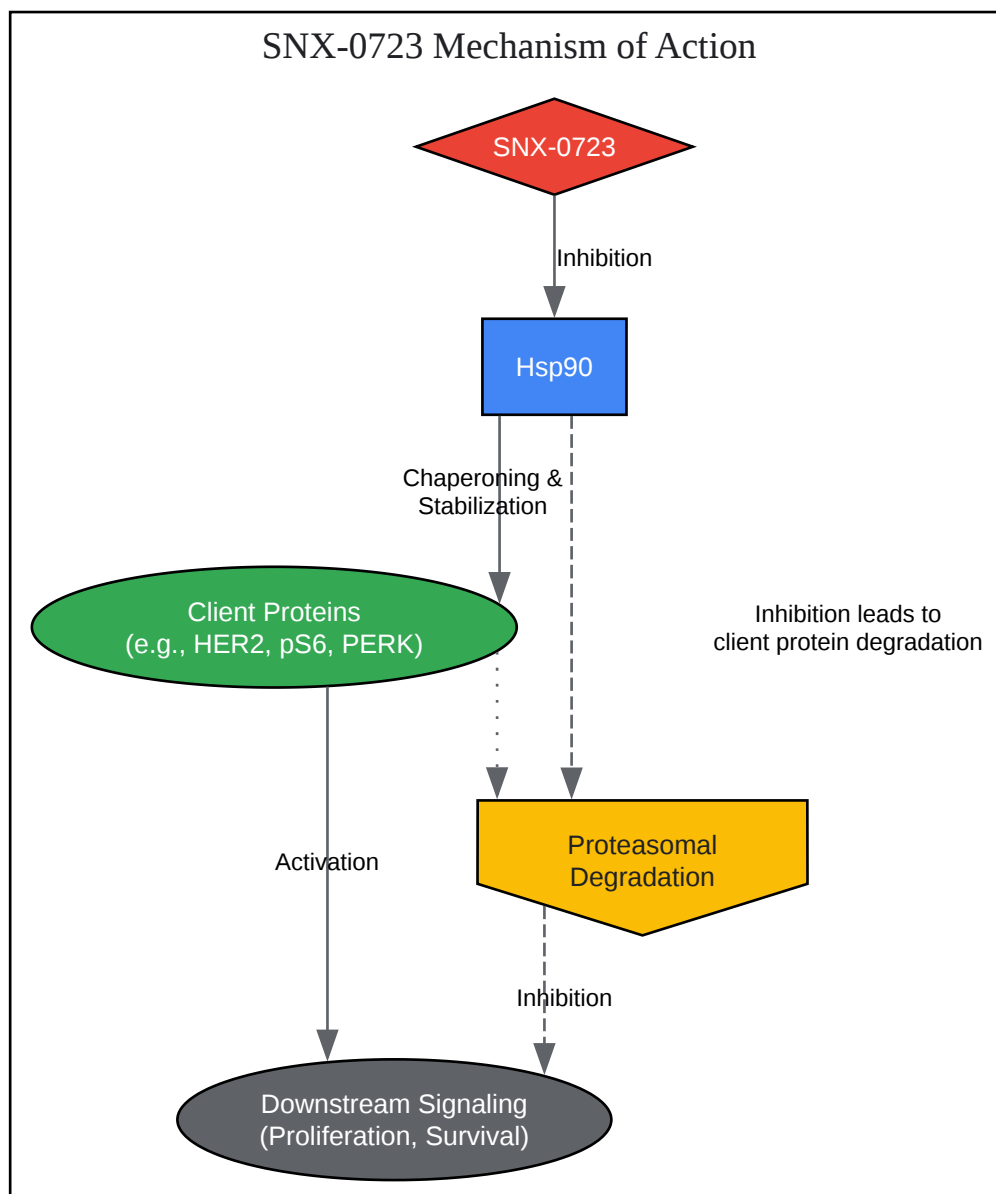 SNX-0723 Mechanism of Action
SNX-0723
Inhibition
Hsp90
Chaperoning &
Stabilization
Client Proteins
(e.g., HER2, pS6, PERK)
Inhibition leads to
client protein degradation
Proteasomal
Degradation
Activation
Inhibition
Downstream Signaling
(Proliferation, Survival)